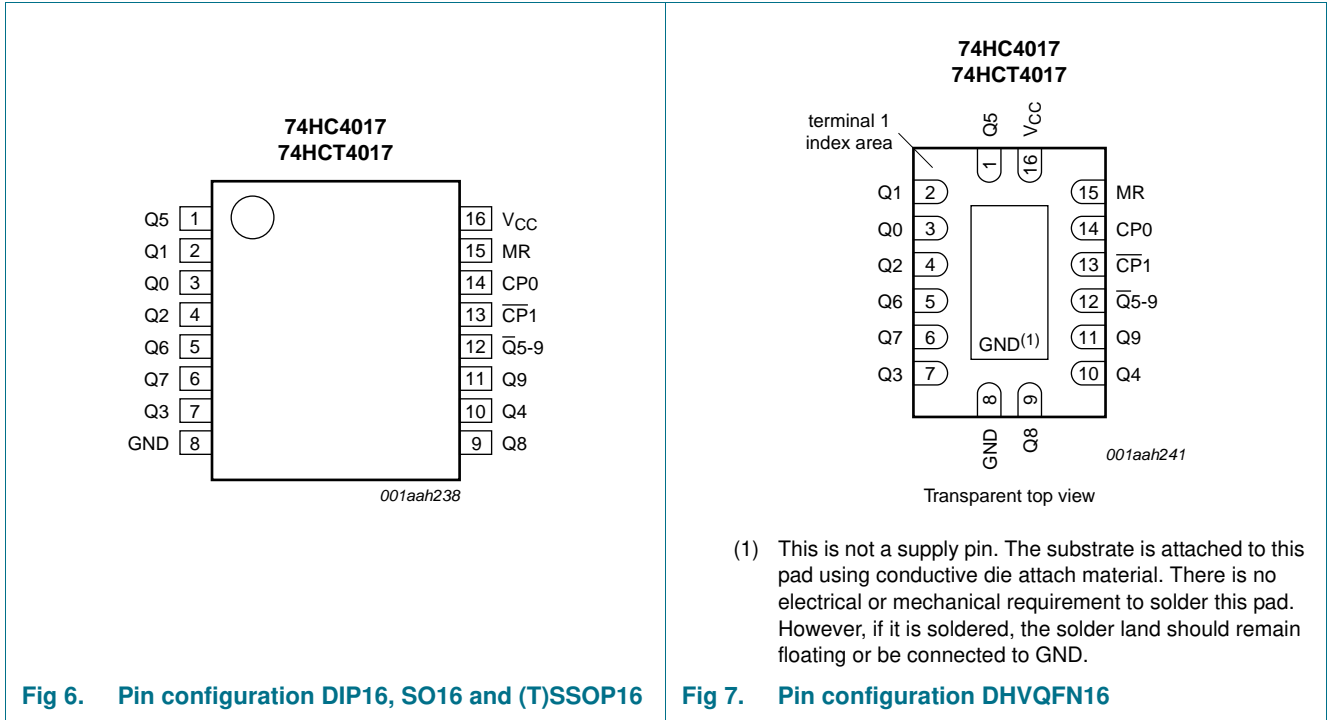 74HC4017
74HCT4017
Q5 1
Q1 2
Q0 3
Q2 4
Q6 5
Q7 6
Q3 7
GND 8
16 VCC
15 MR
14 CP0
13 C̅P̅1
12 Q̅5-9
11 Q9
10 Q4
9 Q8
001aah238
Fig 6. Pin configuration DIP16, SO16 and (T)SSOP16
74HC4017
74HCT4017
terminal 1
index area
Q5 VCC
1 16
Q1 2
Q0 3
Q2 4
Q6 5
Q7 6
Q3 7
15 MR
14 CP0
13 C̅P̅1
12 Q̅5-9
11 Q9
10 Q4
GND(1)
8 9
GND Q8
001aah241
Transparent top view
(1) This is not a supply pin. The substrate is attached to this
pad using conductive die attach material. There is no
electrical or mechanical requirement to solder this pad.
However, if it is soldered, the solder land should remain
floating or be connected to GND.
Fig 7. Pin configuration DHVQFN16